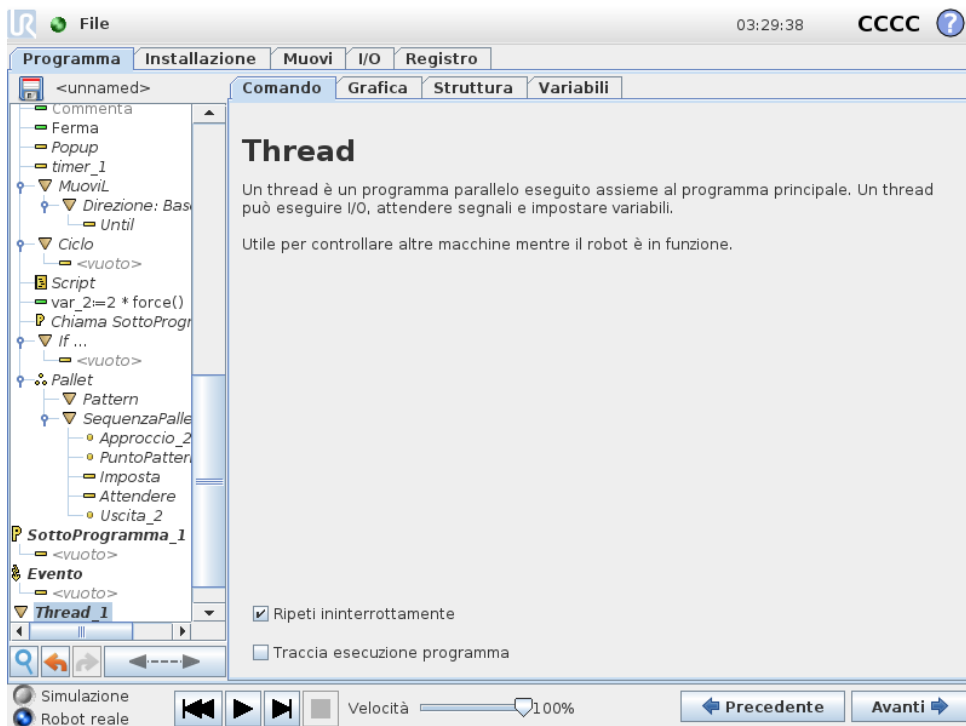 UR File 03:29:38 CCCC ?
Programma Installazione Muovi I/O Registro
<unnamed>
Comando Grafica Struttura Variabili
Commenta
Ferma
Popup
timer_1
MuoviL
Direzione: Bas
Until
Ciclo
<vuoto>
Script
var_2:=2 * force()
P Chiama SottoProgr
If ...
<vuoto>
Pallet
Pattern
SequenzaPalle
Approccio_2
PuntoPatter
Imposta
Attendere
Uscita_2
P SottoProgramma_1
<vuoto>
Evento
<vuoto>
Thread_1
Thread
Un thread è un programma parallelo eseguito assieme al programma principale. Un thread
può eseguire I/O, attendere segnali e impostare variabili.
Utile per controllare altre macchine mentre il robot è in funzione.
Ripeti ininterrottamente
Traccia esecuzione programma
Simulazione
Robot reale
Velocità 100%
Precedente
Avanti